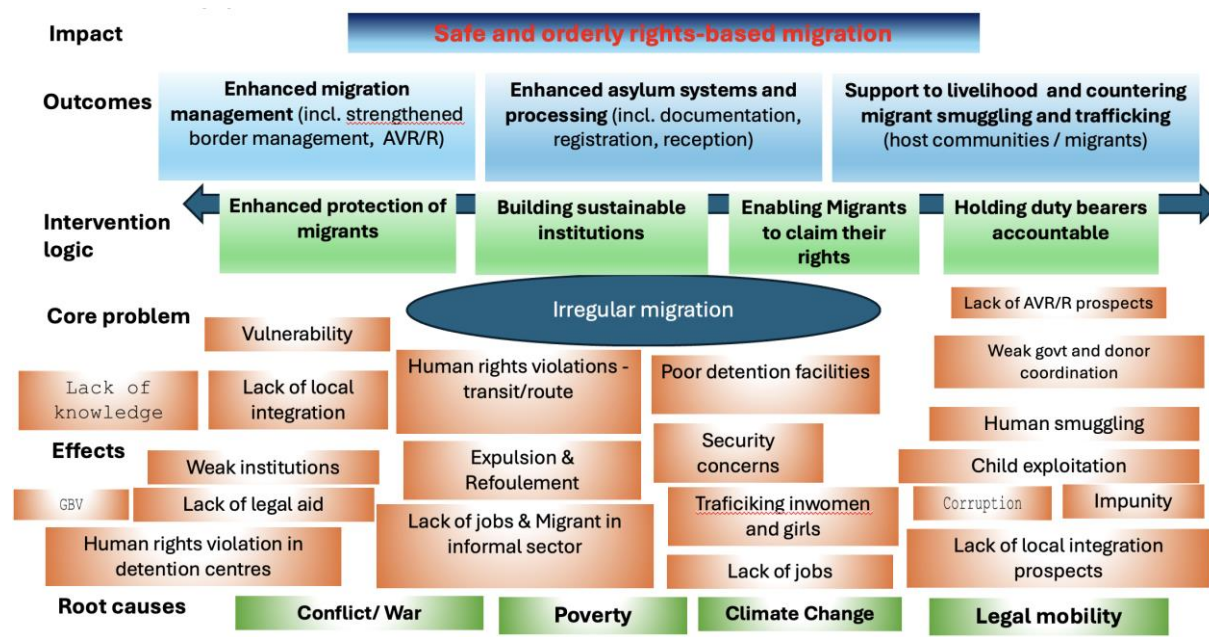 Impact
Safe and orderly rights-based migration
Outcomes
Enhanced migration
management (incl. strengthened
border management, AVR/R)
Enhanced asylum systems and
processing (incl. documentation,
registration, reception)
Support to livelihood and countering
migrant smuggling and trafficking
(host communities / migrants)
Intervention
logic
Enhanced protection of
migrants
Building sustainable
institutions
Enabling Migrants
to claim their
rights
Holding duty bearers
accountable
Core problem
Irregular migration
Lack of AVR/R prospects
Vulnerability
Human rights violations -
transit/route
Poor detention facilities
Weak govt and donor
coordination
Lack of
knowledge
Lack of local
integration
Human smuggling
Effects
Security
concerns
Weak institutions
Expulsion &
Refoulement
Child exploitation
GBV
Lack of legal aid
Traficiking inwomen
and girls
Corruption
Impunity
Lack of jobs & Migrant in
informal sector
Human rights violation in
detention centres
Lack of jobs
Lack of local integration
prospects
Root causes
Conflict/ War
Poverty
Climate Change
Legal mobility